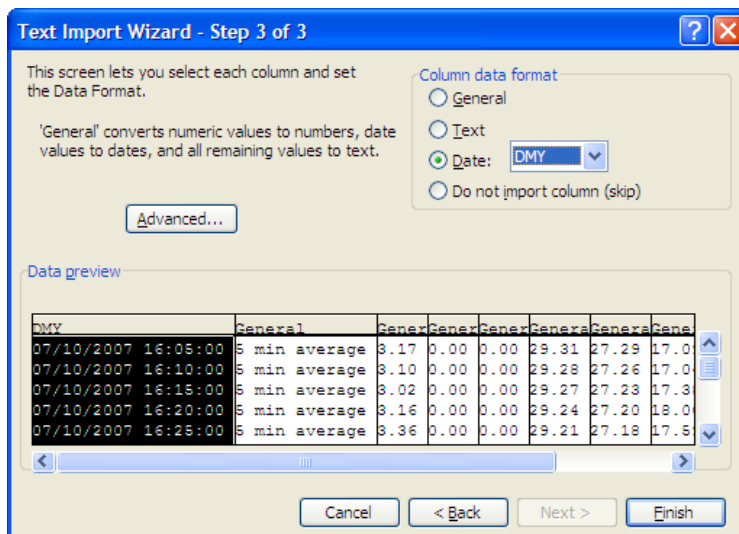 Text Import Wizard - Step 3 of 3
This screen lets you select each column and set
the Data Format.
'General' converts numeric values to numbers, date
values to dates, and all remaining values to text.
Advanced...
Column data format
General
Text
Date: DMY
Do not import column (skip)
Data preview
DMY General Gener Gener Gener Genera Genera Gene
07/10/2007 16:05:00 5 min average 3.17 0.00 0.00 29.31 27.29
07/10/2007 16:10:00 5 min average 3.10 0.00 0.00 29.28 27.26
07/10/2007 16:15:00 5 min average 3.02 0.00 0.00 29.27 27.23
07/10/2007 16:20:00 5 min average 3.16 0.00 0.00 29.24 27.20
07/10/2007 16:25:00 5 min average 3.36 0.00 0.00 29.21 27.18
Cancel < Back Next > Finish